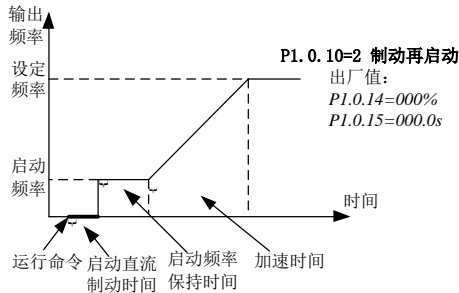 输出
频率
P1.0.10=2 制动再启动
设定
频率
出厂值：
P1.0.14=000%
P1.0.15=000.0s
启动
频率
时间
运行命令
启动直流
制动时间
启动频率
保持时间
加速时间